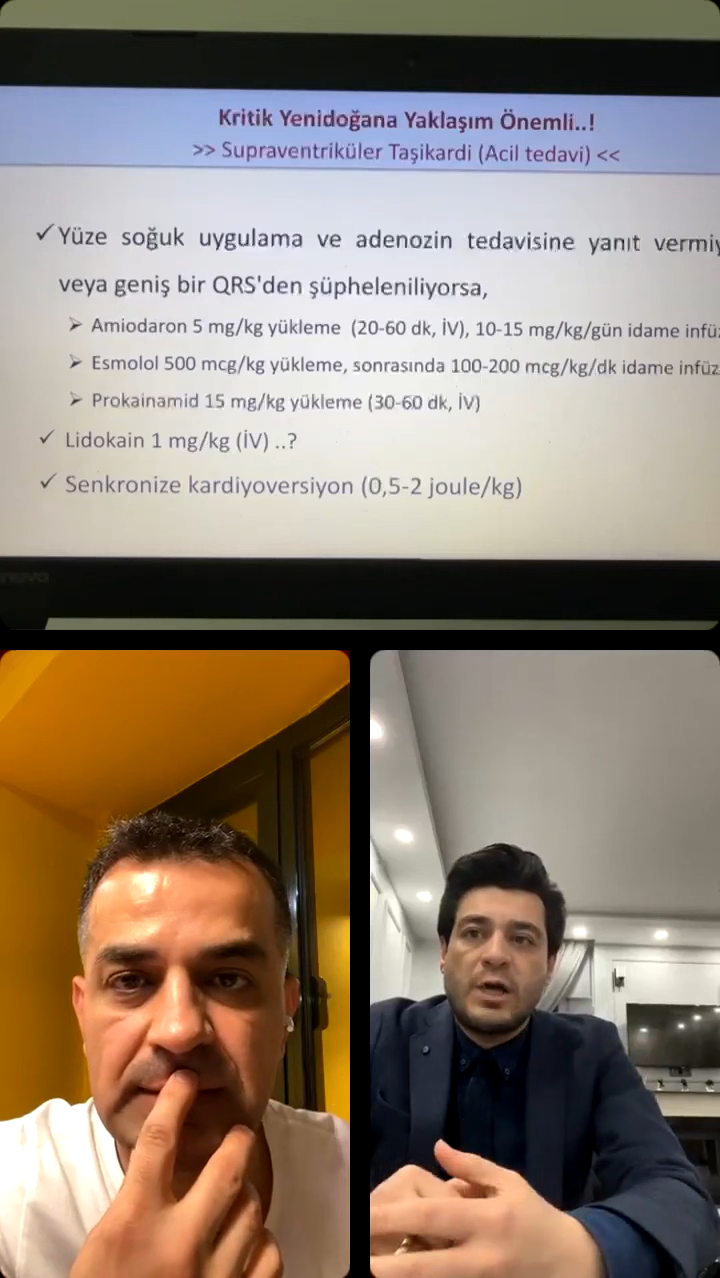 Kritik Yenidoğana Yaklaşım Önemli..!
>> Supraventriküler Taşikardi (Acil tedavi) <<
✓ Yüze soğuk uygulama ve adenozin tedavisine yanıt vermiy
veya geniş bir QRS'den şüpheleniliyorsa,
➢ Amiodaron 5 mg/kg yükleme (20-60 dk, İV), 10-15 mg/kg/gün idame infü
➢ Esmolol 500 mcg/kg yükleme, sonrasında 100-200 mcg/kg/dk idame infüz
➢ Prokainamid 15 mg/kg yükleme (30-60 dk, İV)
✓ Lidokain 1 mg/kg (İV) ..?
✓ Senkronize kardiyoversiyon (0,5-2 joule/kg)